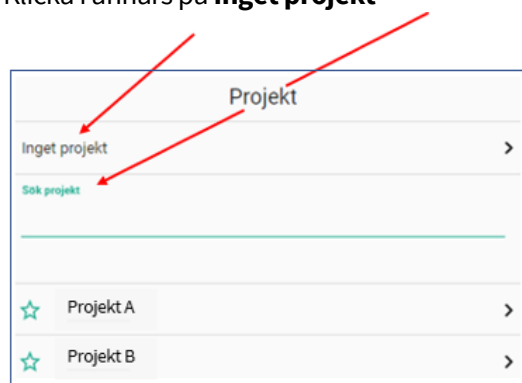 Klicka i annars på Inget projekt
Projekt
Inget projekt
Sök projekt
Projekt A
Projekt B